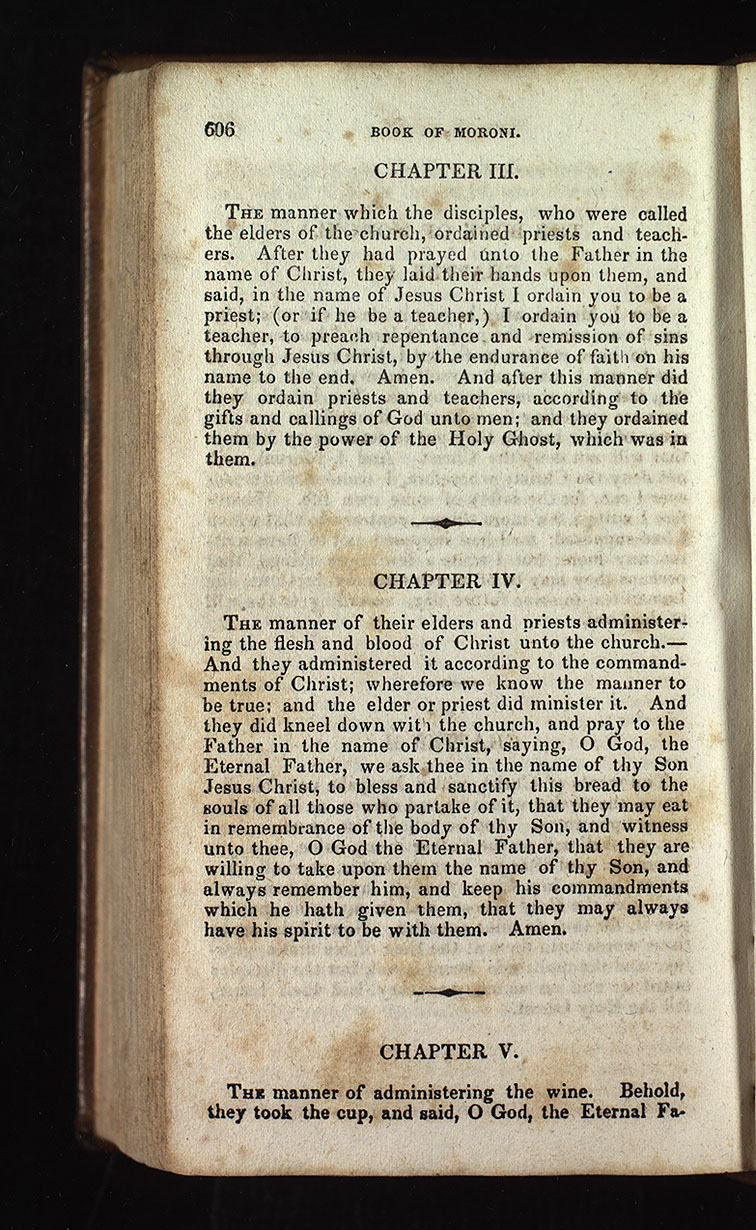 606 BOOK OF MORONI.
CHAPTER III.
THE manner which the disciples, who were called
the elders of the church, ordained priests and teach-
ers. After they had prayed unto the Father in the
name of Christ, they laid their hands upon them, and
said, in the name of Jesus Christ I ordain you to be a
priest; (or if he be a teacher,) I ordain you to be a
teacher, to preach repentance and remission of sins
through Jesus Christ, by the endurance of faith on his
name to the end. Amen. And after this manner did
they ordain priests and teachers, according to the
gifts and callings of God unto men; and they ordained
them by the power of the Holy Ghost, which was in
them.
CHAPTER IV.
THE manner of their elders and priests administer-
ing the flesh and blood of Christ unto the church.—
And they administered it according to the command-
ments of Christ; wherefore we know the manner to
be true; and the elder or priest did minister it. And
they did kneel down with the church, and pray to the
Father in the name of Christ, saying, O God, the
Eternal Father, we ask thee in the name of thy Son
Jesus Christ, to bless and sanctify this bread to the
souls of all those who partake of it, that they may eat
in remembrance of the body of thy Son, and witness
unto thee, O God the Eternal Father, that they are
willing to take upon them the name of thy Son, and
always remember him, and keep his commandments
which he hath given them, that they may always
have his spirit to be with them. Amen.
CHAPTER V.
THE manner of administering the wine. Behold,
they took the cup, and said, O God, the Eternal Fa-